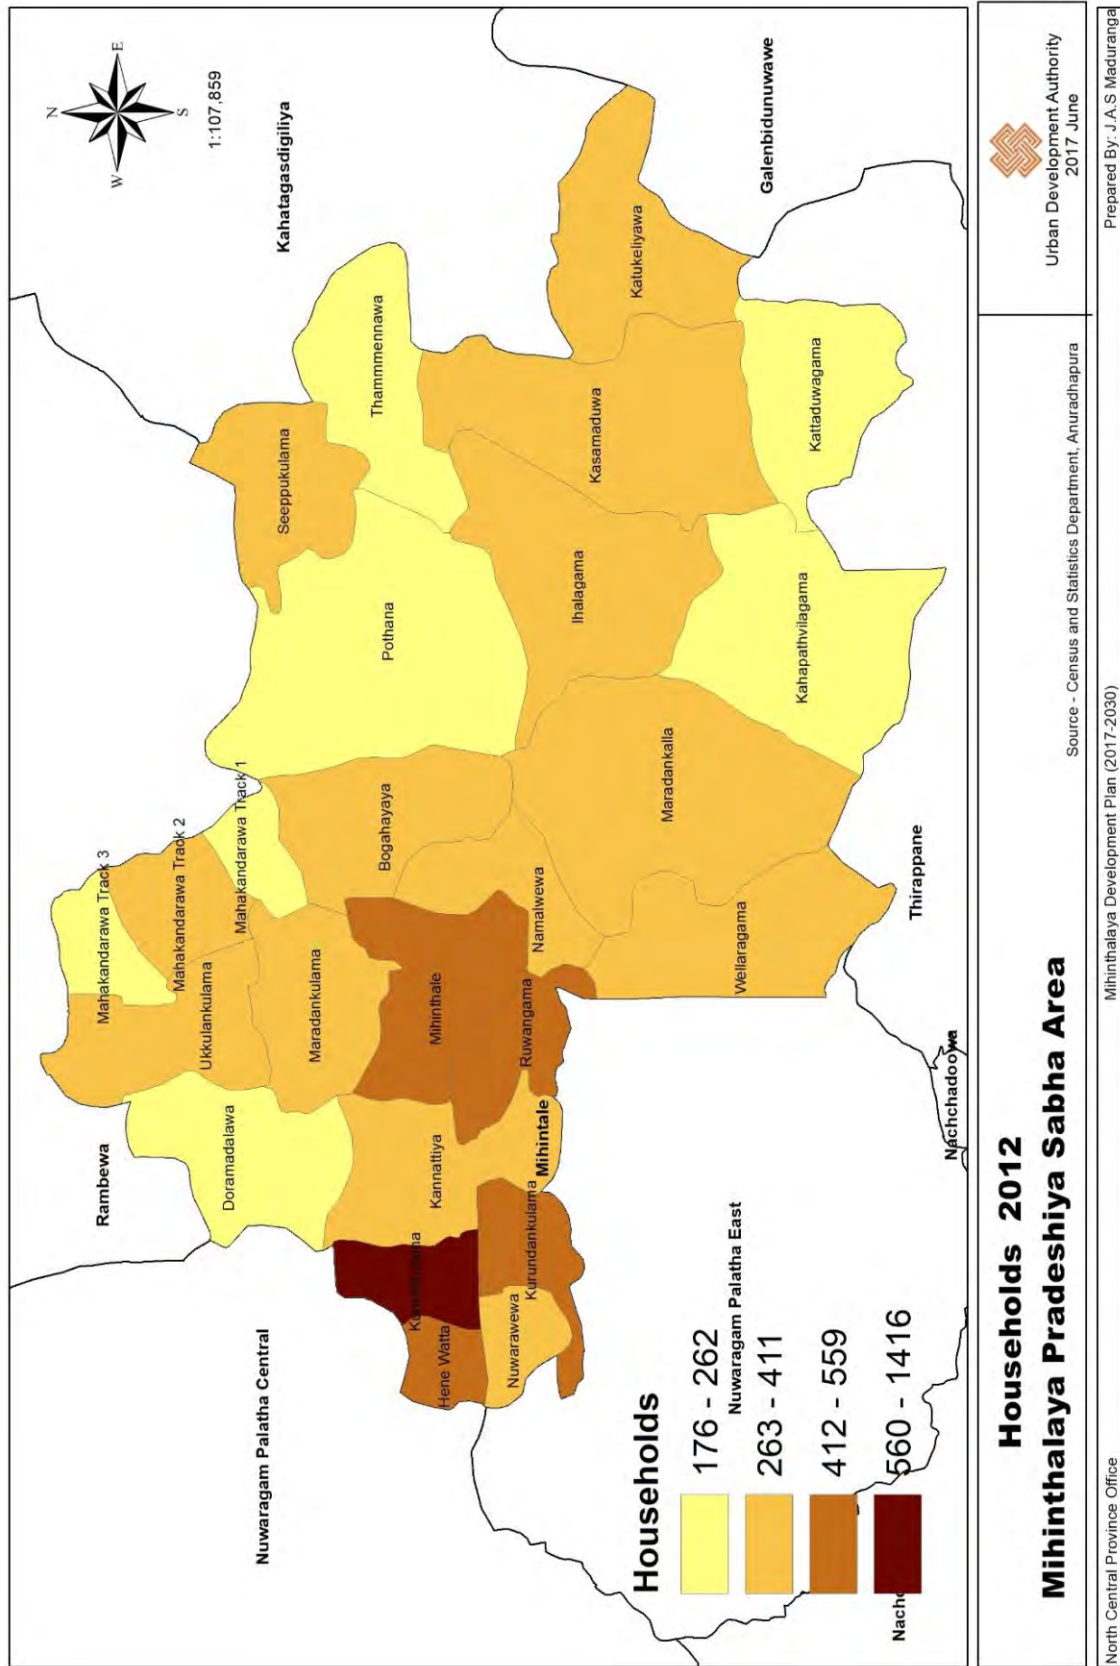 N
E
W
S
1:107,859
Kahatagasdigiliya
Rambewa
Nuwaragam Palatha Central
Galenbidunuwawe
Thirappane
Nachchadoowa
Nuwaragam Palatha East
Mihintale
Mahakandarawa Track 3
Mahakandarawa Track 2
Mahakandarawa Track 1
Ukkulankulama
Doramadalawa
Maradankulama
Seeppukulama
Thammmennawa
Pothana
Bogahayaya
Mihinthale
Kannattiya
Hene Watta
Nuwarawewa
Kurundankulama
Ruwangama
Namalwewa
Ihalagama
Kasamaduwa
Katukeliyawa
Maradankalla
Wellaragama
Kahapathvilagama
Kattaduwagama
Households
176 - 262
263 - 411
412 - 559
560 - 1416
Households 2012
Mihinthalaya Pradeshiya Sabha Area
Source - Census and Statistics Department, Anuradhapura
Urban Development Authority
2017 June
North Central Province Office
Mihinthalaya Development Plan (2017-2030)
Prepared By: J.A.S Maduranga